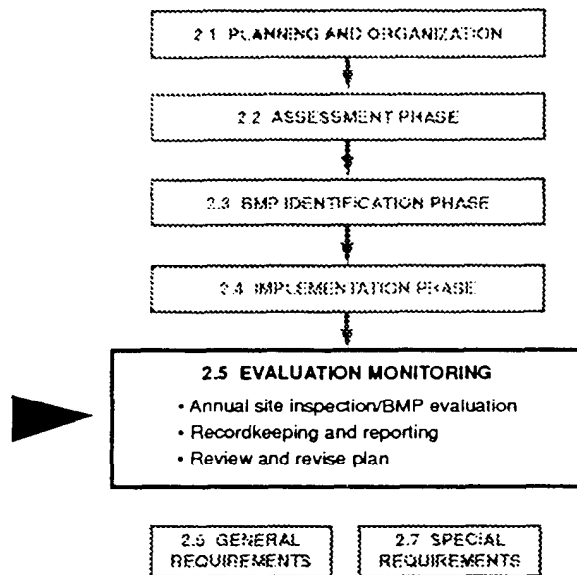 2.1 PLANNING AND ORGANIZATION
2.2 ASSESSMENT PHASE
2.3 BMP IDENTIFICATION PHASE
2.4 IMPLEMENTATION PHASE
2.5 EVALUATION MONITORING
• Annual site inspection/BMP evaluation
• Recordkeeping and reporting
• Review and revise plan
2.6 GENERAL
REQUIREMENTS
2.7 SPECIAL
REQUIREMENTS